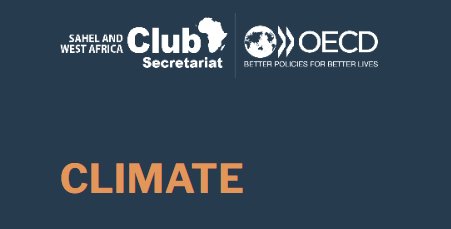 SAHEL AND
WEST AFRICA
Club
Secretariat
OECD
BETTER POLICIES FOR BETTER LIVES
CLIMATE